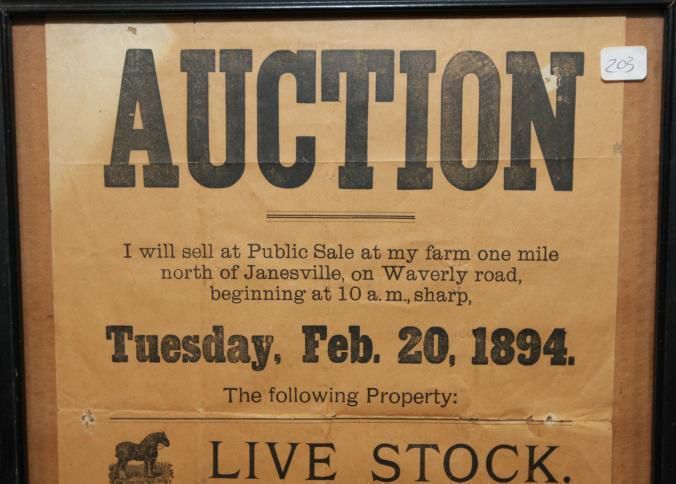 AUCTION
203
I will sell at Public Sale at my farm one mile
north of Janesville, on Waverly road,
beginning at 10 a.m., sharp,
Tuesday, Feb. 20, 1894.
The following Property:
LIVE STOCK.